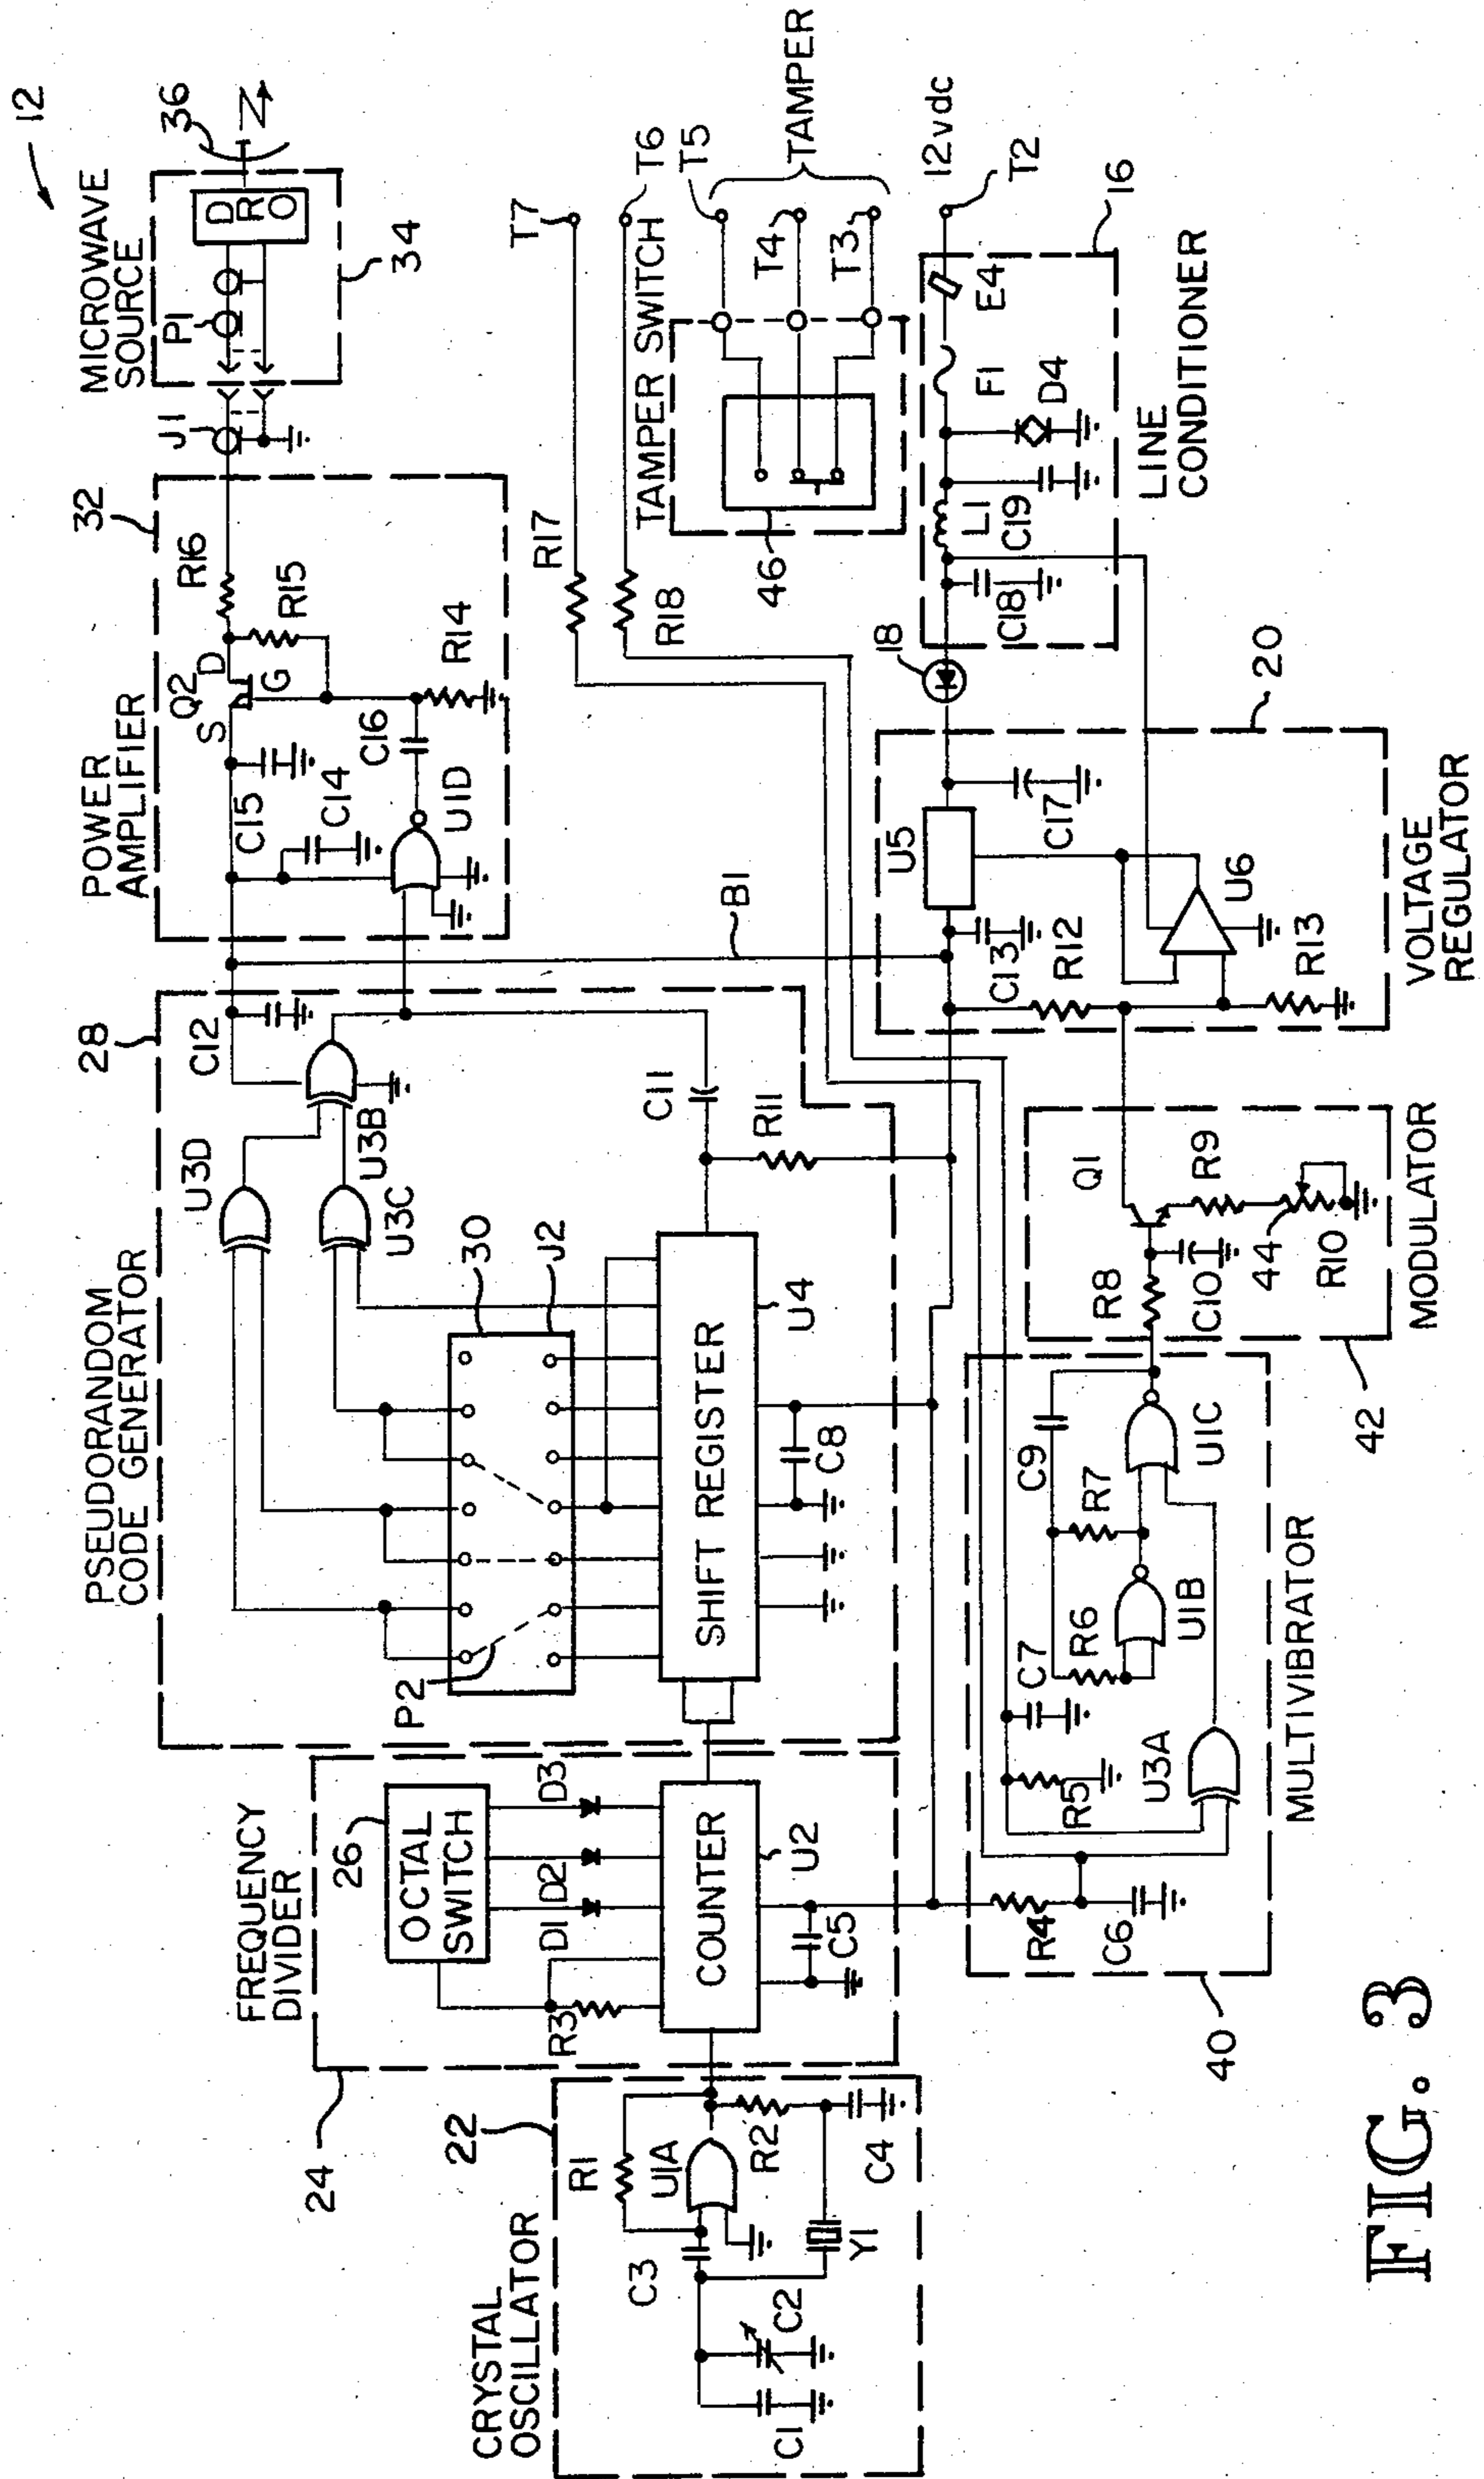 12
MICROWAVE
SOURCE
36
D
R
O
P1
J1
34
POWER
AMPLIFIER
32
Q2
S
D
G
R16
R15
R14
C15
C14
C16
U1D
PSEUDORANDOM
CODE GENERATOR
28
C12
U3D
U3B
U3C
30
J2
P2
SHIFT REGISTER
U4
C8
C11
R11
B1
FREQUENCY
DIVIDER
24
26
OCTAL
SWITCH
D1
D2
D3
R3
COUNTER
U2
C5
CRYSTAL
OSCILLATOR
22
R1
U1A
R2
C3
C4
Y1
C2
C1
T7
T6
R17
R18
TAMPER SWITCH
T5
T4
T3
TAMPER
46
12vdc
T2
16
E4
F1
D4
L1
C19
C18
LINE
CONDITIONER
18
20
U5
C17
C13
R12
U6
R13
VOLTAGE
REGULATOR
Q1
R9
R8
C10
44
R10
MODULATOR
42
C9
R7
U1C
C7
R6
U1B
U3A
R5
R4
C6
MULTIVIBRATOR
40
FIG. 3